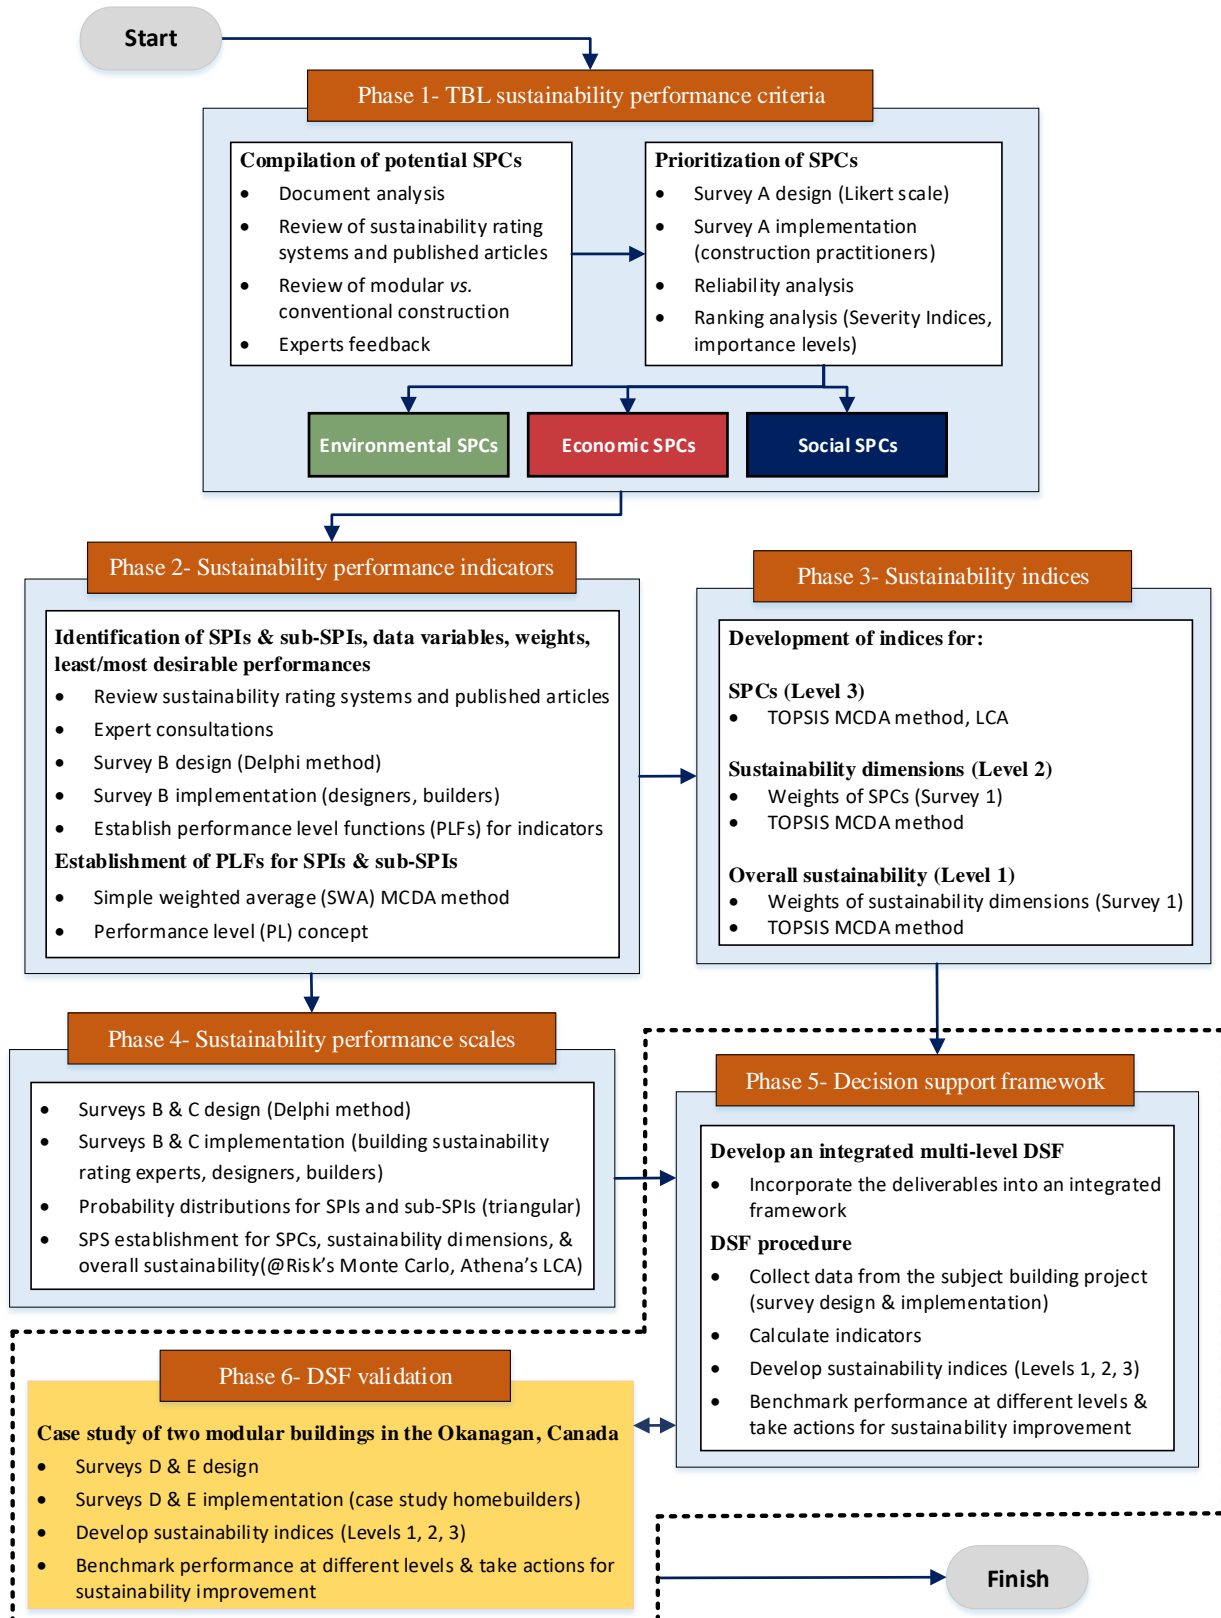 Start
Phase 1- TBL sustainability performance criteria
Compilation of potential SPCs
• Document analysis
• Review of sustainability rating
systems and published articles
• Review of modular vs.
conventional construction
• Experts feedback
Prioritization of SPCs
• Survey A design (Likert scale)
• Survey A implementation
(construction practitioners)
• Reliability analysis
• Ranking analysis (Severity Indices,
importance levels)
Environmental SPCs
Economic SPCs
Social SPCs
Phase 2- Sustainability performance indicators
Identification of SPIs & sub-SPIs, data variables, weights,
least/most desirable performances
• Review sustainability rating systems and published articles
• Expert consultations
• Survey B design (Delphi method)
• Survey B implementation (designers, builders)
• Establish performance level functions (PLFs) for indicators
Establishment of PLFs for SPIs & sub-SPIs
• Simple weighted average (SWA) MCDA method
• Performance level (PL) concept
Phase 3- Sustainability indices
Development of indices for:
SPCs (Level 3)
• TOPSIS MCDA method, LCA
Sustainability dimensions (Level 2)
• Weights of SPCs (Survey 1)
• TOPSIS MCDA method
Overall sustainability (Level 1)
• Weights of sustainability dimensions (Survey 1)
• TOPSIS MCDA method
Phase 4- Sustainability performance scales
• Surveys B & C design (Delphi method)
• Surveys B & C implementation (building sustainability
rating experts, designers, builders)
• Probability distributions for SPIs and sub-SPIs (triangular)
• SPS establishment for SPCs, sustainability dimensions, &
overall sustainability(@Risk's Monte Carlo, Athena's LCA)
Phase 5- Decision support framework
Develop an integrated multi-level DSF
• Incorporate the deliverables into an integrated
framework
DSF procedure
• Collect data from the subject building project
(survey design & implementation)
• Calculate indicators
• Develop sustainability indices (Levels 1, 2, 3)
• Benchmark performance at different levels &
take actions for sustainability improvement
Phase 6- DSF validation
Case study of two modular buildings in the Okanagan, Canada
• Surveys D & E design
• Surveys D & E implementation (case study homebuilders)
• Develop sustainability indices (Levels 1, 2, 3)
• Benchmark performance at different levels & take actions for
sustainability improvement
Finish